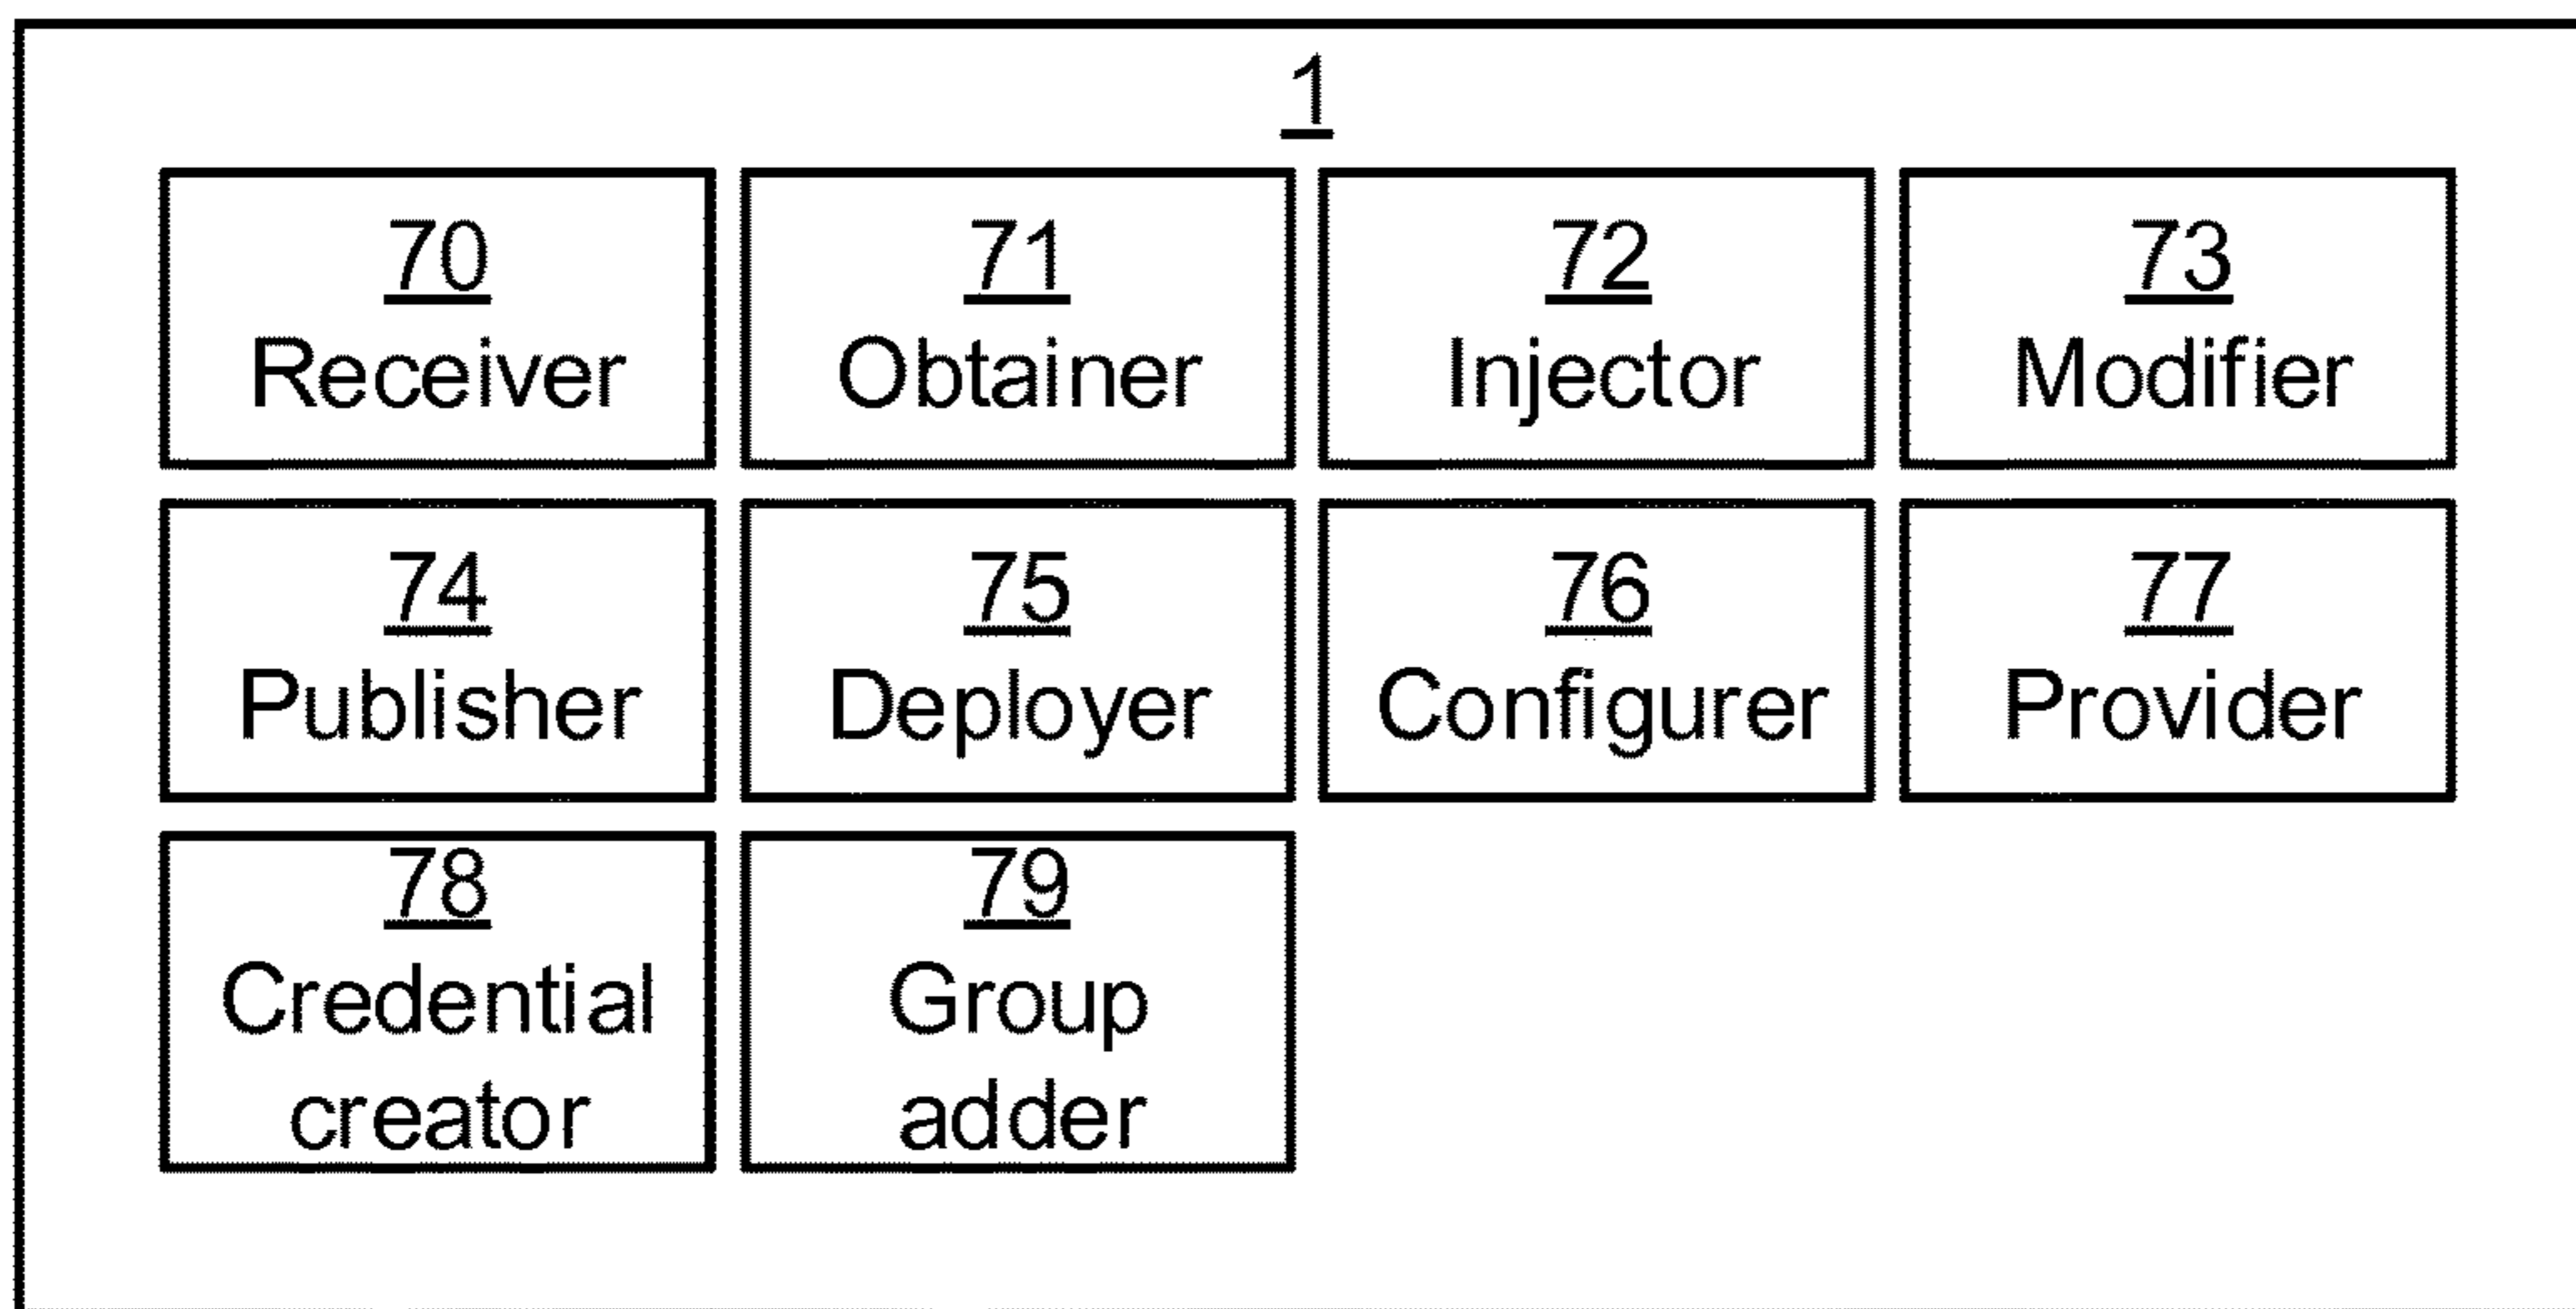 1
70
Receiver
71
Obtainer
72
Injector
73
Modifier
74
Publisher
75
Deployer
76
Configurer
77
Provider
78
Credential
creator
79
Group
adder